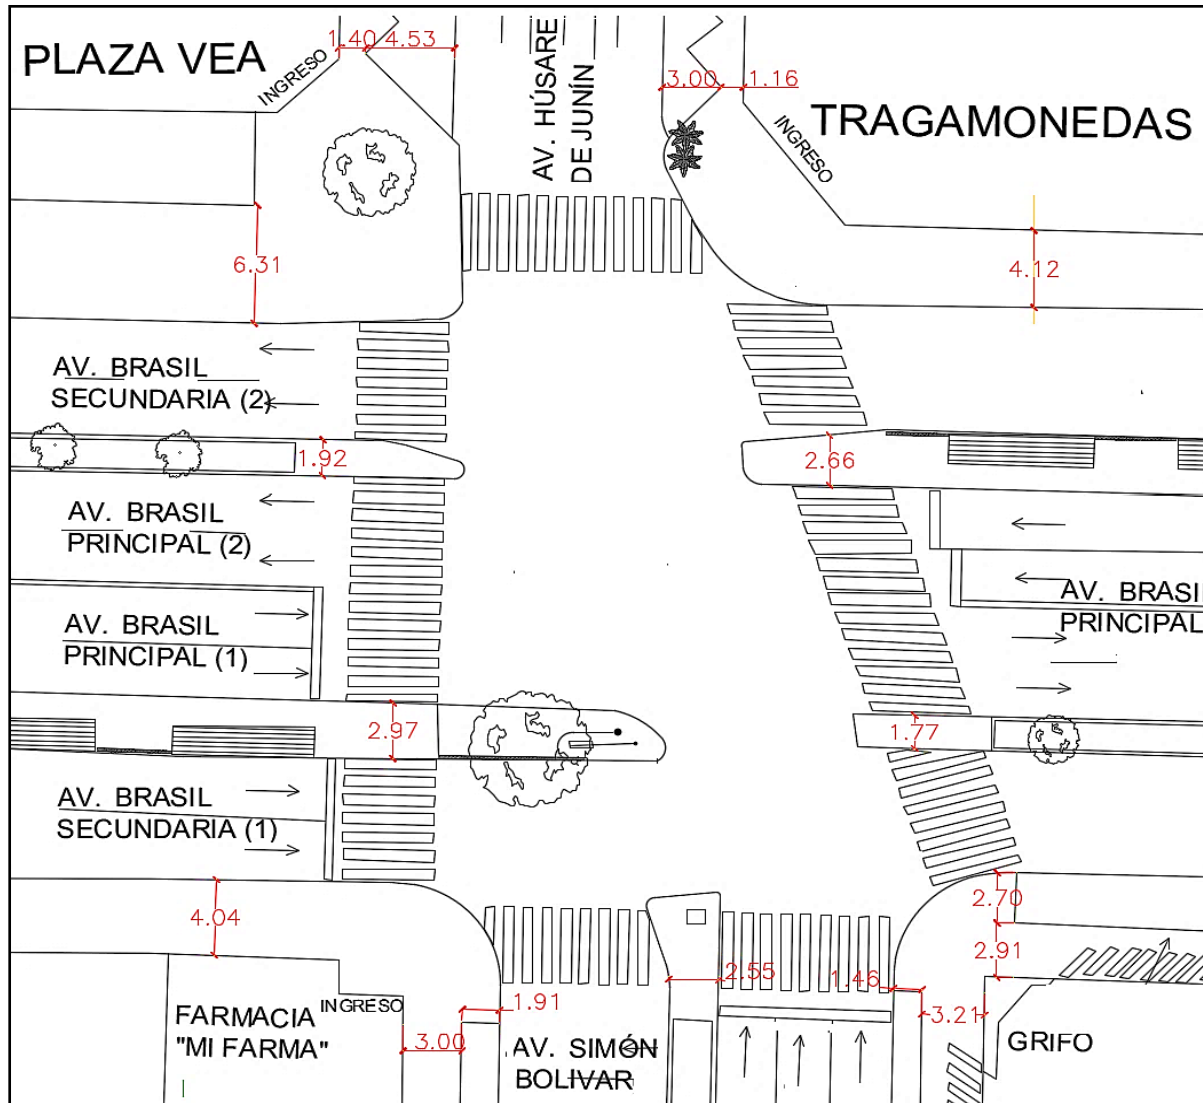 PLAZA VEA
INGRESO
1.40
4.53
AV. HÚSARE
DE JUNÍN
3.00
1.16
TRAGAMONEDAS
INGRESO
6.31
4.12
AV. BRASIL
SECUNDARIA (2)
1.92
2.66
AV. BRASIL
PRINCIPAL (2)
AV. BRASIL
PRINCIPAL (1)
AV. BRASI
PRINCIPAL
2.97
1.77
AV. BRASIL
SECUNDARIA (1)
4.04
2.70
2.91
2.55
1.46
1.91
3.21
3.00
INGRESO
FARMACIA
"MI FARMA"
AV. SIMÓN
BOLIVAR
GRIFO